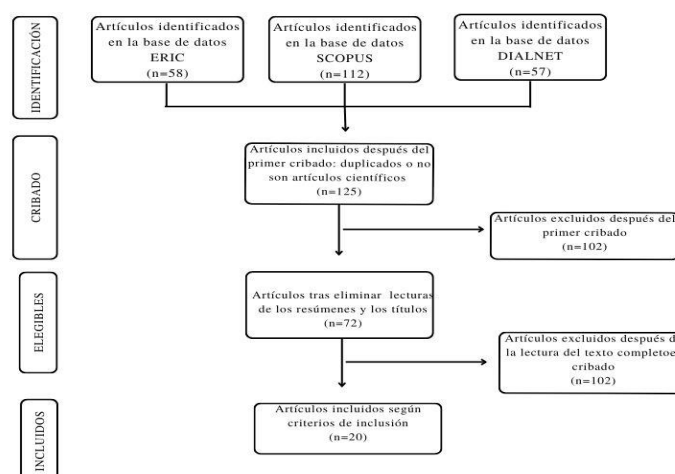 IDENTIFICACIÓN
Artículos identificados
en la base de datos
ERIC
(n=58)
Artículos identificados
en la base de datos
SCOPUS
(n=112)
Artículos identificados
en la base de datos
DIALNET
(n=57)
CRIBADO
Artículos incluidos después del
primer cribado: duplicados o no
son artículos científicos
(n=125)
Artículos excluidos después del
primer cribado
(n=102)
ELEGIBLES
Artículos tras eliminar lecturas
de los resúmenes y los títulos
(n=72)
Artículos excluidos después d
la lectura del texto completoe
cribado
(n=102)
INCLUIDOS
Artículos incluidos según
criterios de inclusión
(n=20)